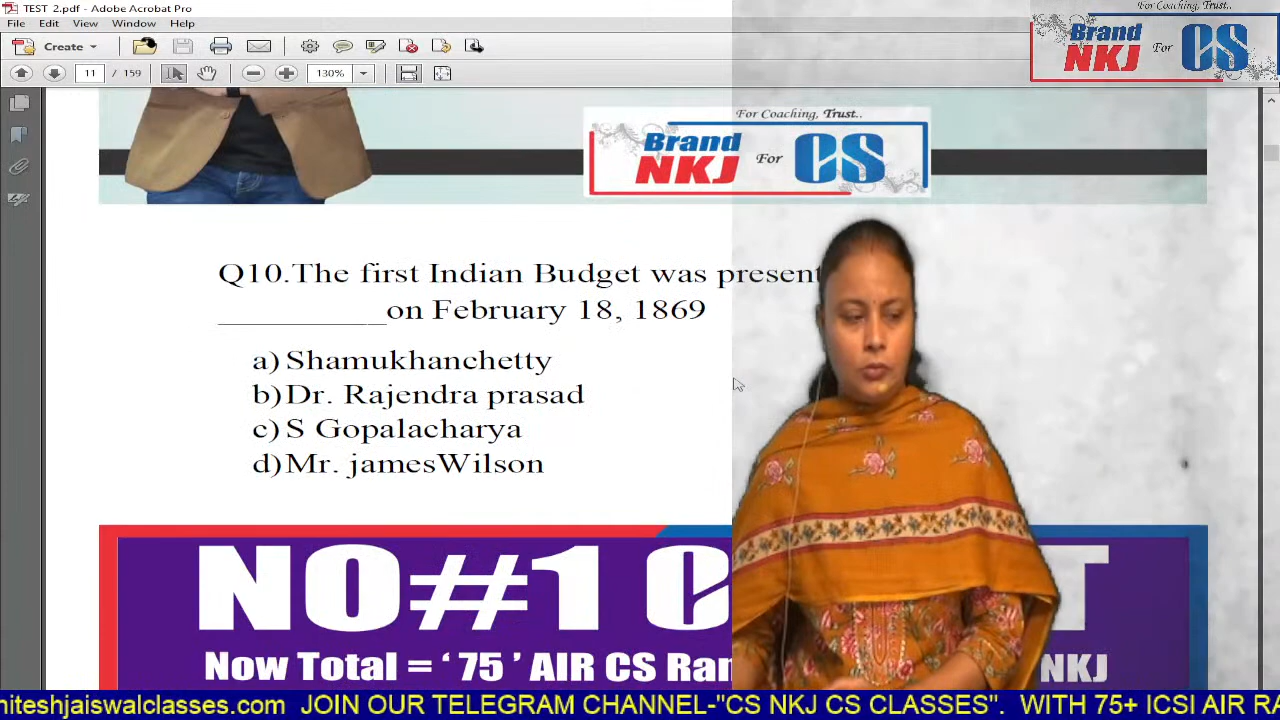 TEST 2.pdf - Adobe Acrobat Pro
File Edit View Window Help
Create
11 / 159 130%
For Coaching, Trust..
Brand
NKJ For CS
For Coaching, Trust..
Brand
NKJ For CS
Q10.The first Indian Budget was present
__________on February 18, 1869
a) Shamukhanchetty
b) Dr. Rajendra prasad
c) S Gopalacharya
d) Mr. jamesWilson
NO#1 C T
Now Total = ‘ 75 ’ AIR CS Ran NKJ
niteshjaiswalclasses.com JOIN OUR TELEGRAM CHANNEL-"CS NKJ CLASSES". WITH 75+ ICSI AIR RA